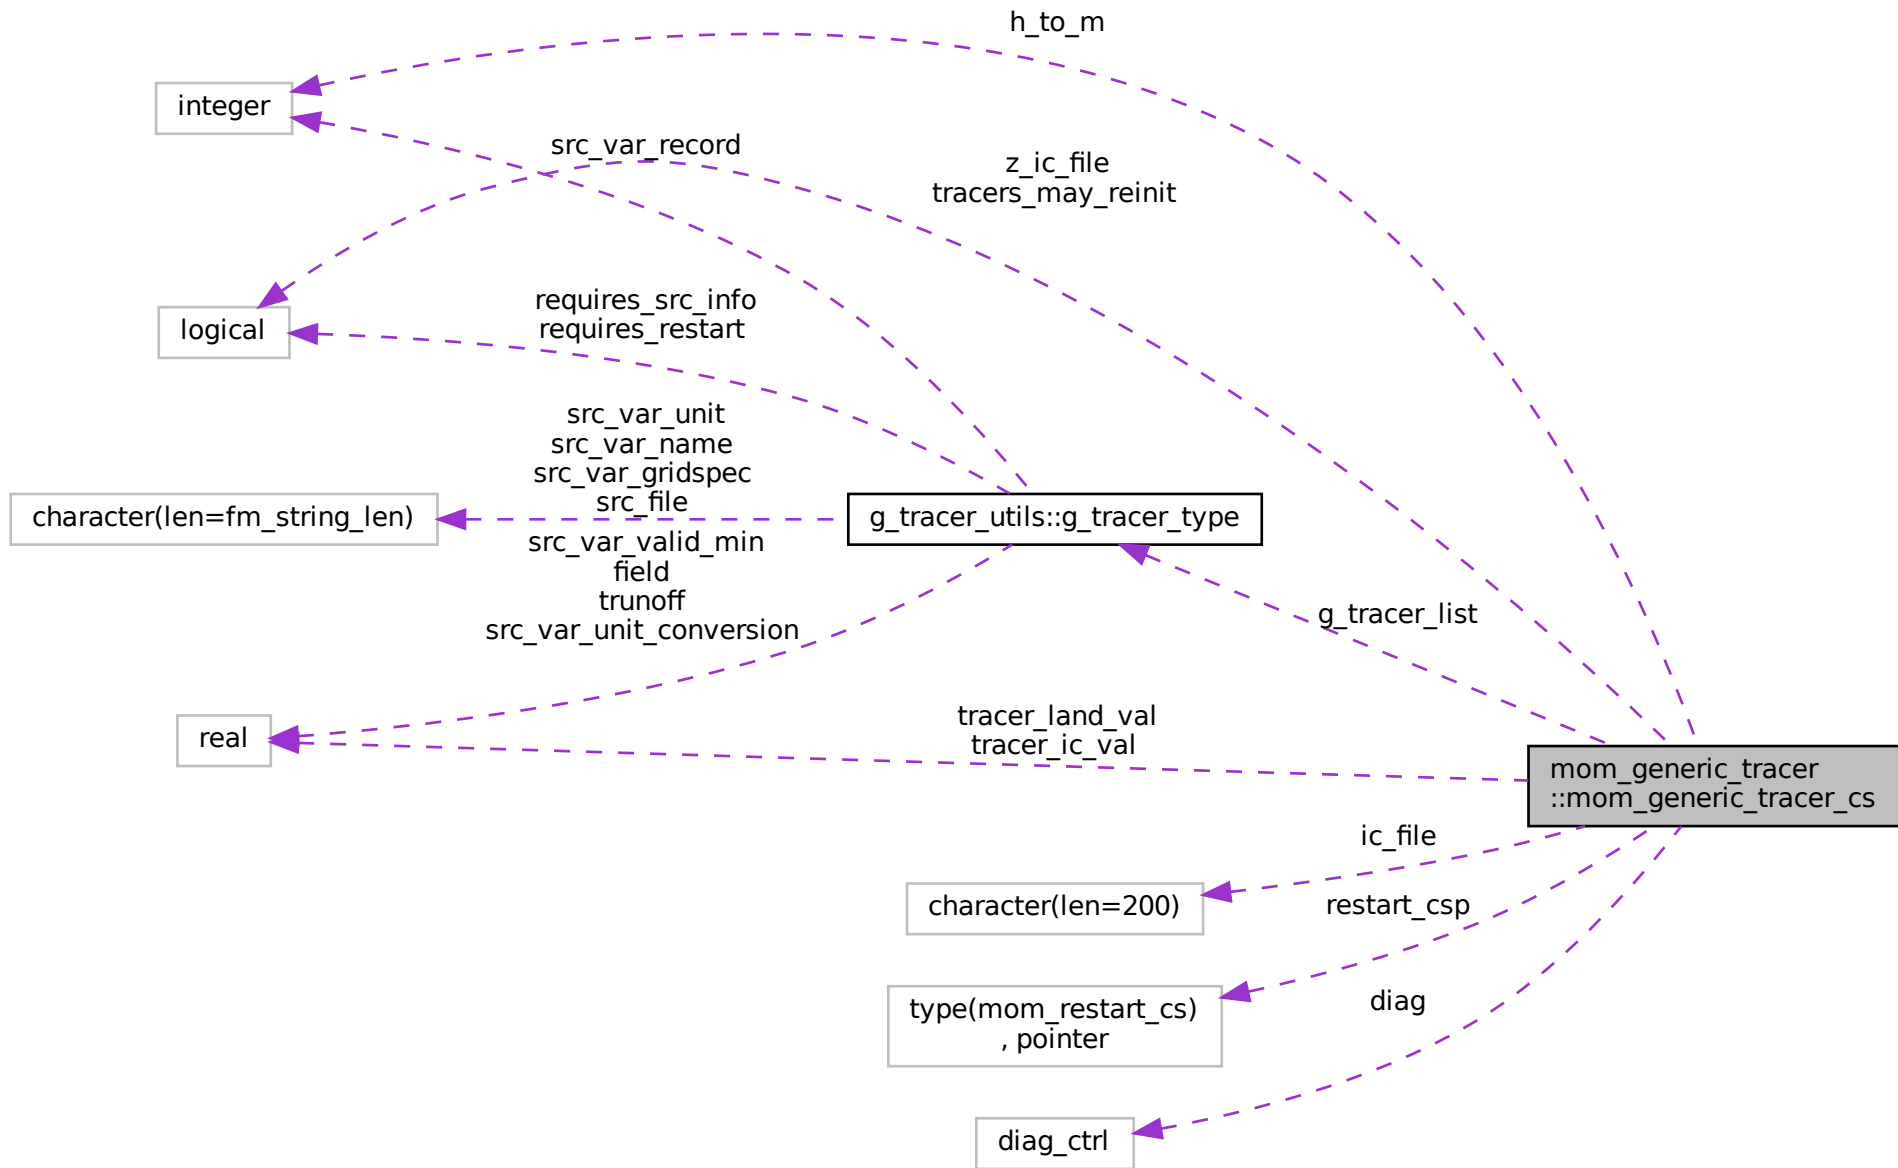 h_to_m
integer
src_var_record
z_ic_file
tracers_may_reinit
requires_src_info
requires_restart
logical
src_var_unit
src_var_name
src_var_gridspec
src_file
character(len=fm_string_len)
g_tracer_utils::g_tracer_type
src_var_valid_min
field
trunoff
src_var_unit_conversion
g_tracer_list
real
tracer_land_val
tracer_ic_val
mom_generic_tracer
::mom_generic_tracer_cs
ic_file
character(len=200)
restart_csp
type(mom_restart_cs)
, pointer
diag
diag_ctrl